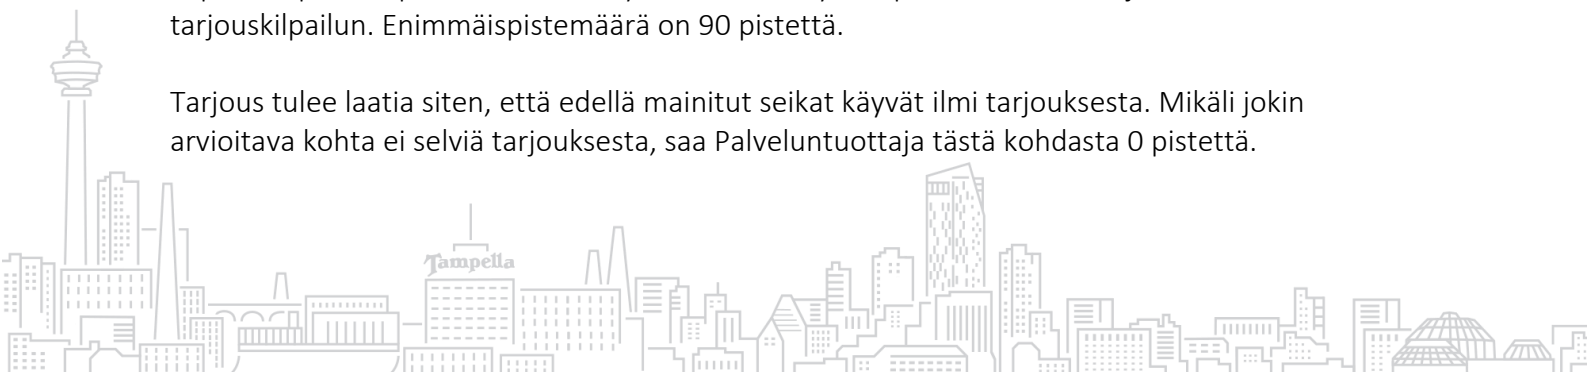 tarjouskilpailun. Enimmäispistemäärä on 90 pistettä.
Tarjous tulee laatia siten, että edellä mainitut seikat käyvät ilmi tarjouksesta. Mikäli jokin
arvioitava kohta ei selviä tarjouksesta, saa Palveluntuottaja tästä kohdasta 0 pistettä.
Tampella